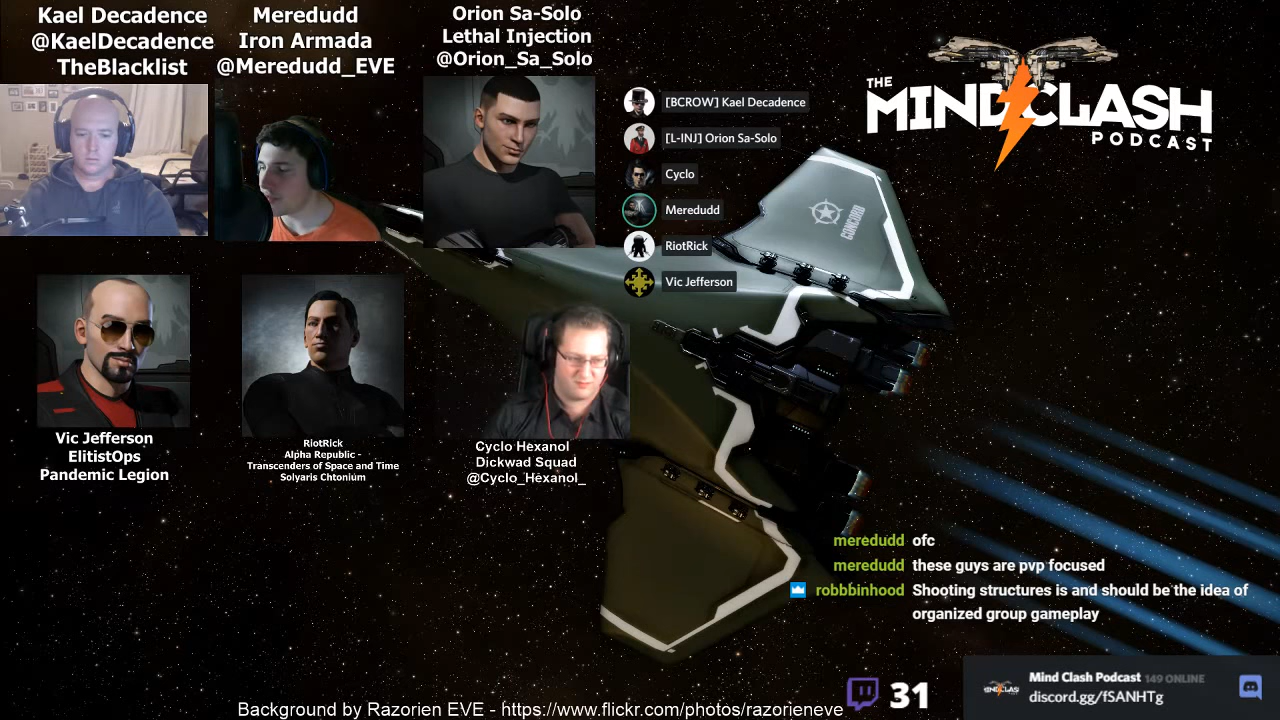 Kael Decadence
@KaelDecadence
TheBlacklist
Meredudd
Iron Armada
@Meredudd_EVE
Orion Sa-Solo
Lethal Injection
@Orion_Sa_Solo
[BCROW] Kael Decadence
[L-INJ] Orion Sa-Solo
Cyclo
Meredudd
RiotRick
Vic Jefferson
THE
MIND CLASH
PODCAST
CONCORD
Vic Jefferson
ElitistOps
Pandemic Legion
RiotRick
Alpha Republic -
Transcenders of Space and Time
Solyaris Chtonium
Cyclo Hexanol
Dickwad Squad
@Cyclo_Hexanol_
meredudd ofc
meredudd these guys are pvp focused
robbbinhood Shooting structures is and should be the idea of
organized group gameplay
31
Mind Clash Podcast 149 ONLINE
discord.gg/fSANHTg
Background by Razorien EVE - https://www.flickr.com/photos/razorieneve